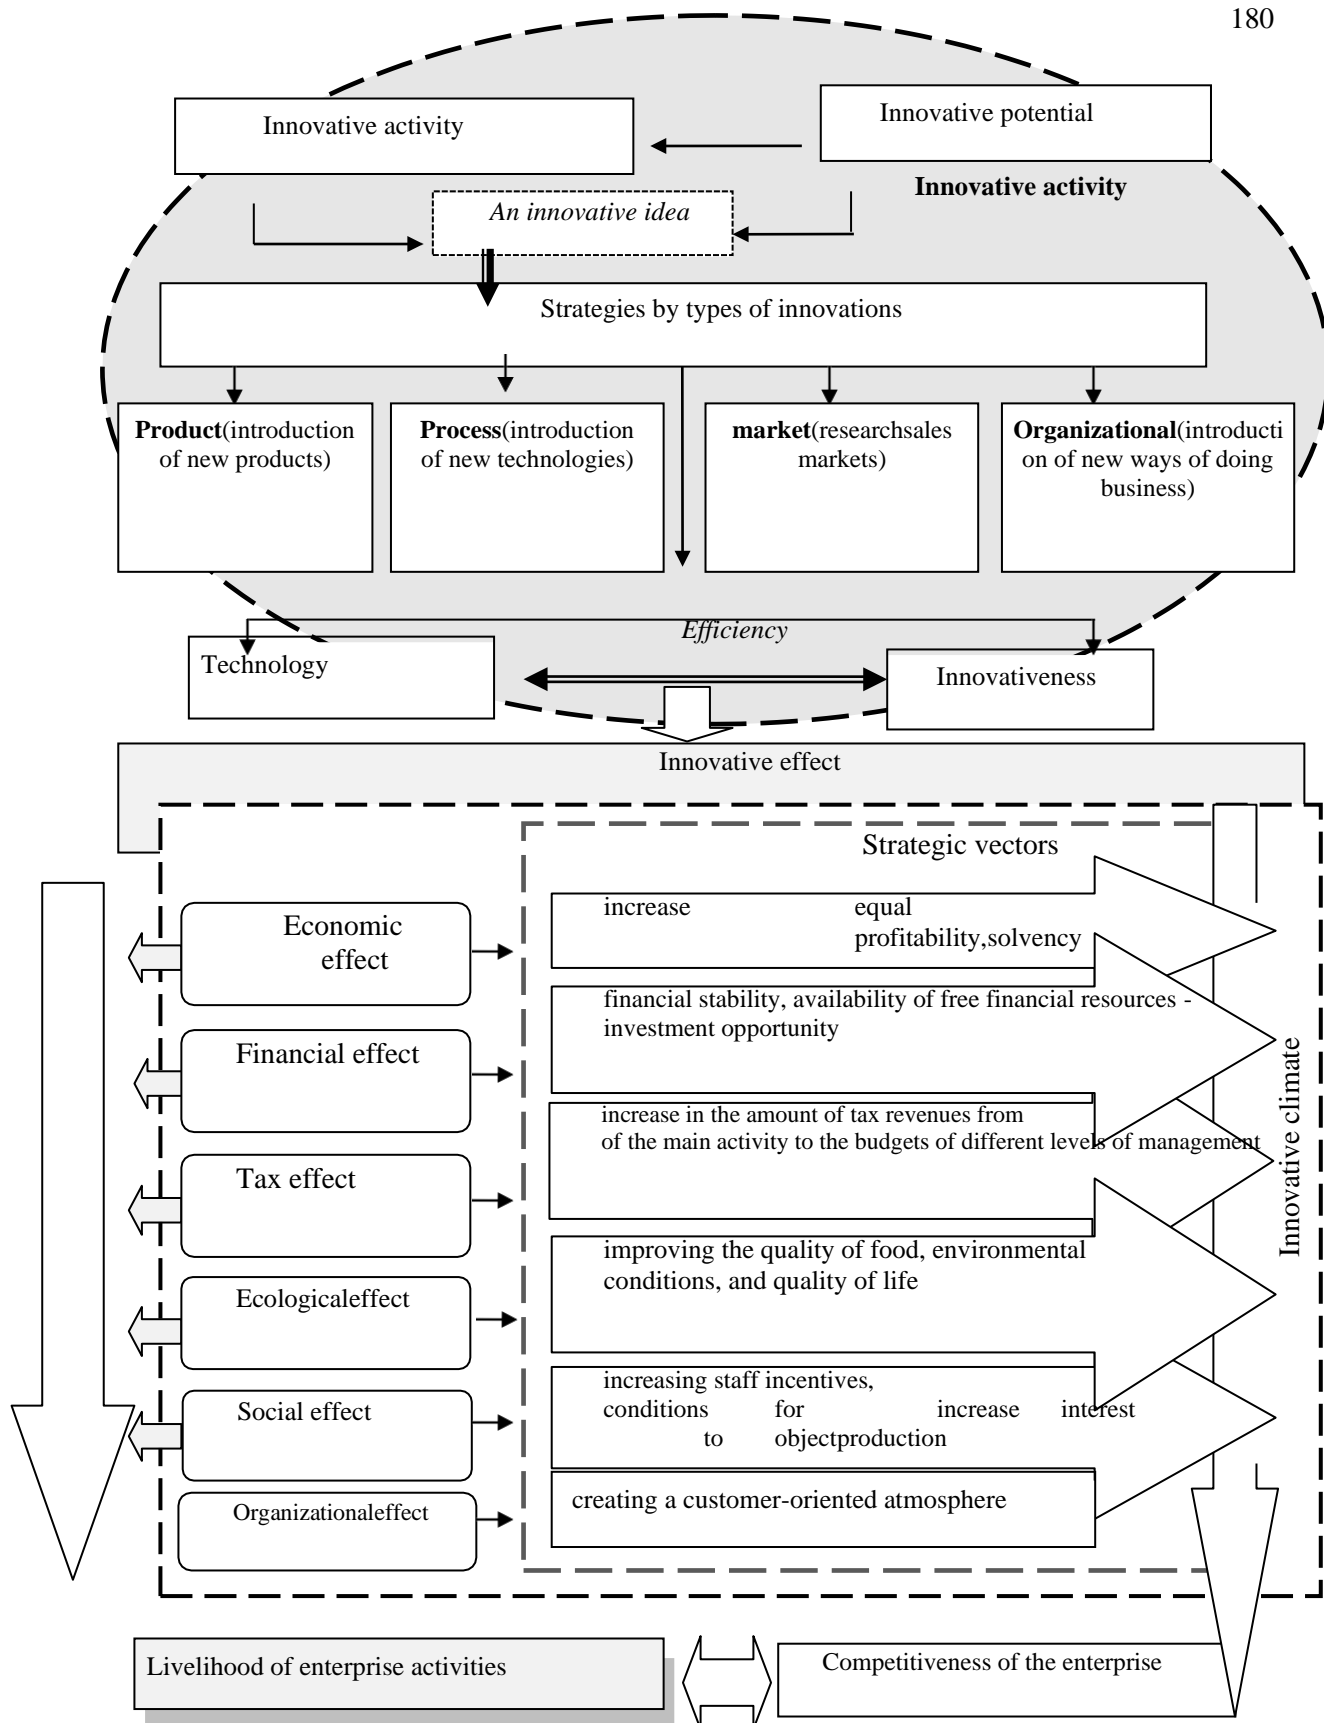 180
Innovative activity
Innovative potential
Innovative activity
An innovative idea
Strategies by types of innovations
Product(introduction
of new products)
Process(introduction
of new technologies)
market(researchsales
markets)
Organizational(introducti
on of new ways of doing
business)
Efficiency
Technology
Innovativeness
Innovative effect
Strategic vectors
Economic
effect
increase equal
profitability,solvency
Financial effect
financial stability, availability of free financial resources -
investment opportunity
Tax effect
increase in the amount of tax revenues from
of the main activity to the budgets of different levels of management
Ecologicaleffect
improving the quality of food, environmental
conditions, and quality of life
Social effect
increasing staff incentives,
conditions for increase interest
to objectproduction
Organizationaleffect
creating a customer-oriented atmosphere
Innovative climate
Livelihood of enterprise activities
Competitiveness of the enterprise